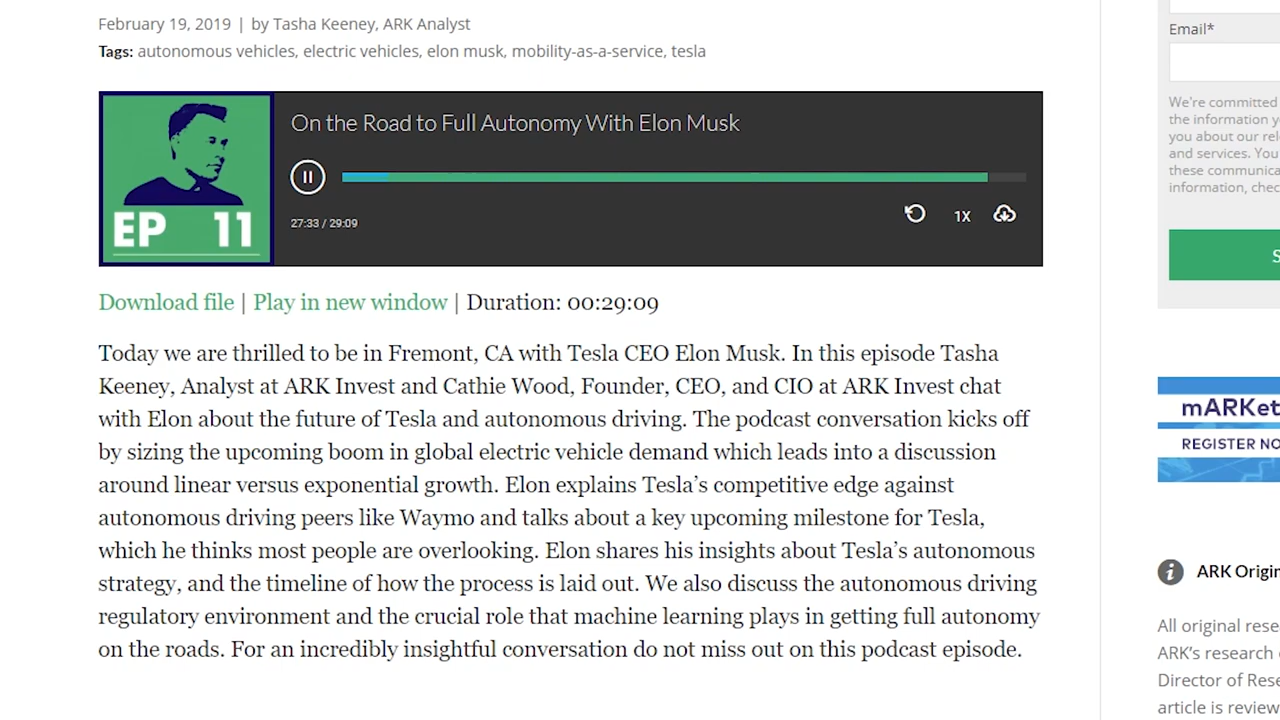 February 19, 2019 | by Tasha Keeney, ARK Analyst
Tags: autonomous vehicles, electric vehicles, elon musk, mobility-as-a-service, tesla
EP 11
On the Road to Full Autonomy With Elon Musk
27:33 / 29:09
1X
Download file | Play in new window | Duration: 00:29:09
Today we are thrilled to be in Fremont, CA with Tesla CEO Elon Musk. In this episode Tasha
Keeney, Analyst at ARK Invest and Cathie Wood, Founder, CEO, and CIO at ARK Invest chat
with Elon about the future of Tesla and autonomous driving. The podcast conversation kicks off
by sizing the upcoming boom in global electric vehicle demand which leads into a discussion
around linear versus exponential growth. Elon explains Tesla’s competitive edge against
autonomous driving peers like Waymo and talks about a key upcoming milestone for Tesla,
which he thinks most people are overlooking. Elon shares his insights about Tesla’s autonomous
strategy, and the timeline of how the process is laid out. We also discuss the autonomous driving
regulatory environment and the crucial role that machine learning plays in getting full autonomy
on the roads. For an incredibly insightful conversation do not miss out on this podcast episode.
Email*
We're committed
the information y
you about our rel
and services. You
these communica
information, chec
S
mARKet
REGISTER NO
ARK Origin
All original rese
ARK’s research
Director of Rese
article is review